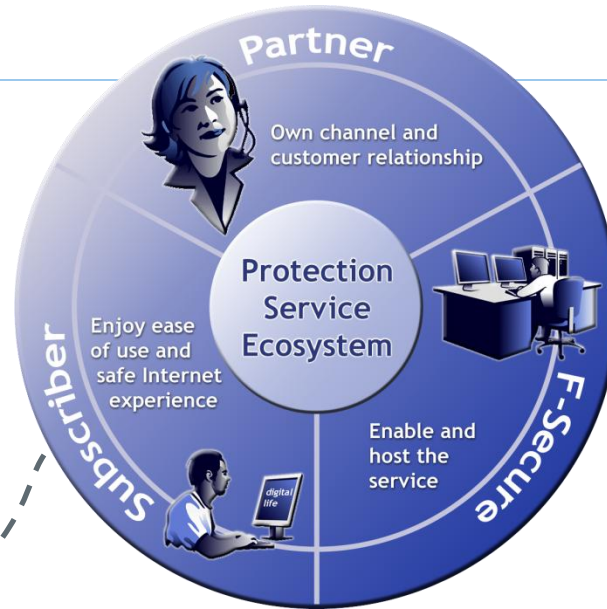 Partner
Own channel and
customer relationship
Protection
Service
Ecosystem
Enjoy ease
of use and
safe Internet
experience
Subscriber
digital
life
Enable and
host the
service
F-Secure